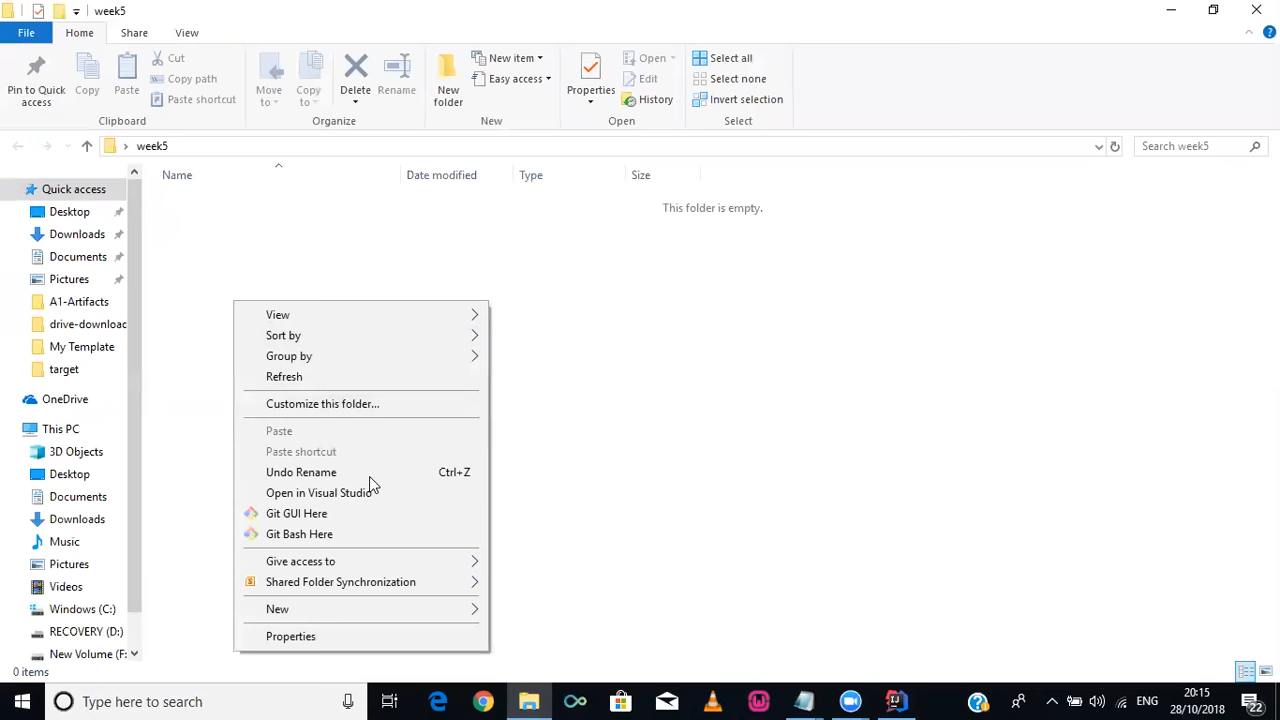 week5
File Home Share View
Pin to Quick access
Copy
Paste
Cut
Copy path
Paste shortcut
Clipboard
Move to
Copy to
Delete
Rename
Organize
New folder
New item
Easy access
New
Properties
Open
Edit
History
Open
Select all
Select none
Invert selection
Select
week5
Search week5
Name Date modified Type Size
This folder is empty.
Quick access
Desktop
Downloads
Documents
Pictures
A1-Artifacts
drive-downloac
My Template
target
OneDrive
This PC
3D Objects
Desktop
Documents
Downloads
Music
Pictures
Videos
Windows (C:)
RECOVERY (D:)
New Volume (F:
View
Sort by
Group by
Refresh
Customize this folder...
Paste
Paste shortcut
Undo Rename Ctrl+Z
Open in Visual Studio
Git GUI Here
Git Bash Here
Give access to
Shared Folder Synchronization
New
Properties
0 items
Type here to search
ENG
20:15
28/10/2018
22